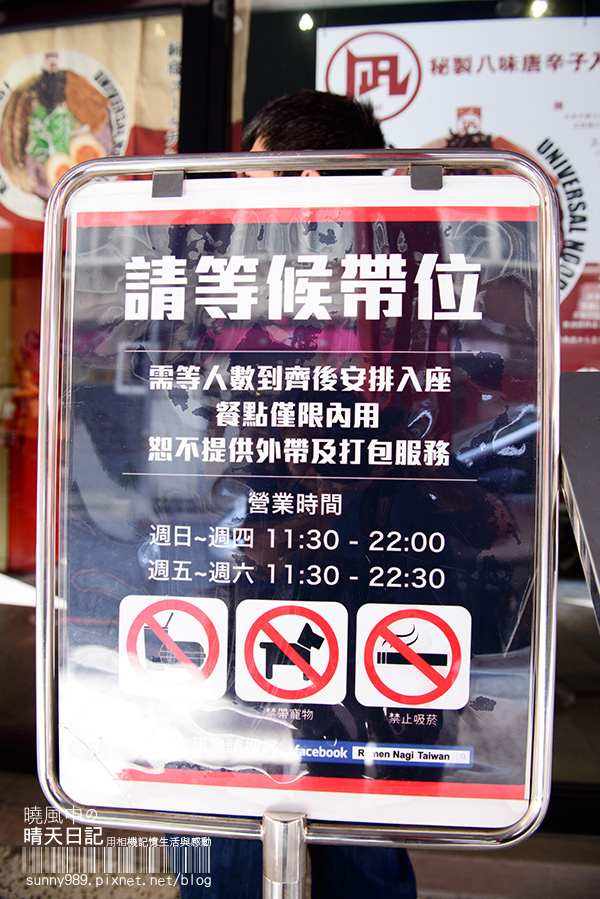 凪
秘製八味唐辛子入
UNIVERSAL NOOD
請等候帶位
需等人數到齊後安排入座
餐點僅限內用
恕不提供外帶及打包服務
營業時間
週日~週四 11:30 - 22:00
週五~週六 11:30 - 22:30
禁帶寵物
禁止吸菸
facebook Ramen Nagi Taiwan
曉風中の
晴天日記 用相機記憶生活與感動
sunny989.pixnet.net/blog